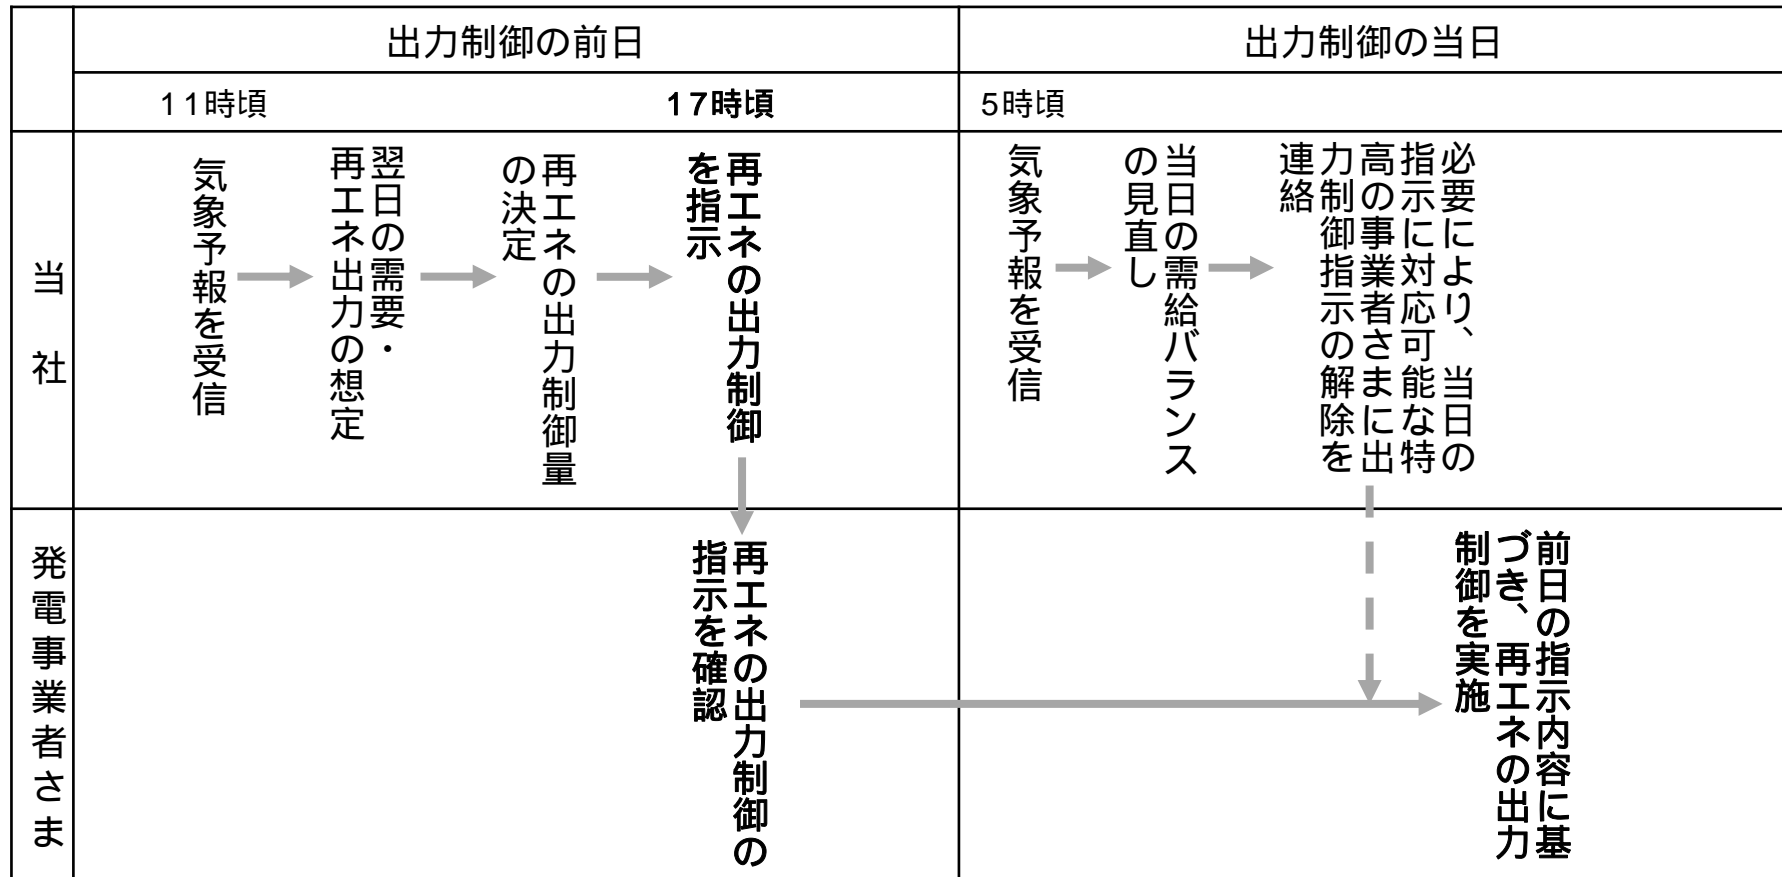 出力制御の前日
出力制御の当日
11時頃
17時頃
5時頃
当社
気象予報を受信
翌日の需要・
再エネ出力の想定
再エネの出力制御量
の決定
再エネの出力制御
を指示
気象予報を受信
当日の需給バランス
の見直し
必要により、当日の
指示に対応可能な特
高の事業者さまに出
力制御指示の解除を
連絡
発電事業者さま
再エネの出力制御の
指示を確認
前日の指示内容に基
づき、再エネの出力
制御を実施